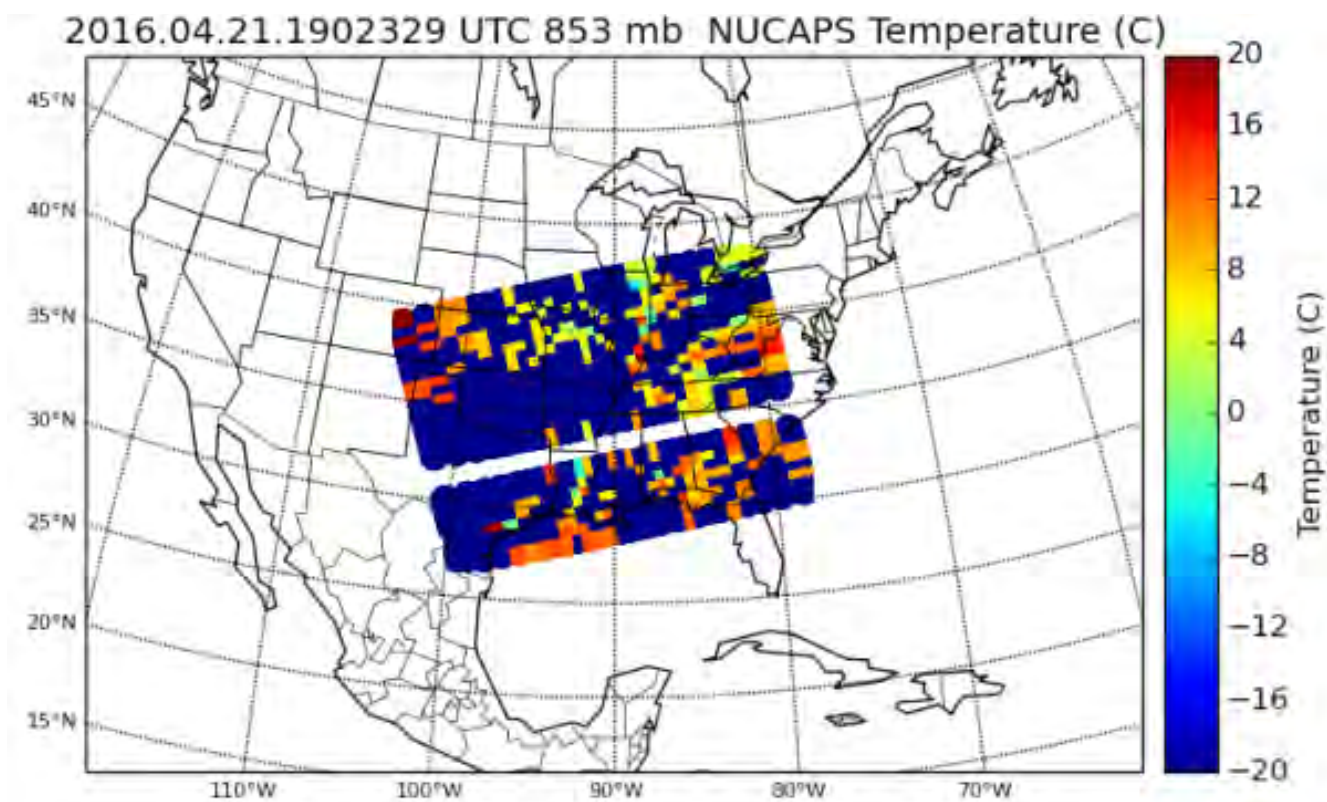 2016.04.21.1902329 UTC 853 mb  NUCAPS Temperature (C)
45°N
40°N
35°N
30°N
25°N
20°N
15°N
110°W
100°W
90°W
80°W
70°W
20
16
12
8
4
0
−4
−8
−12
−16
−20
Temperature (C)